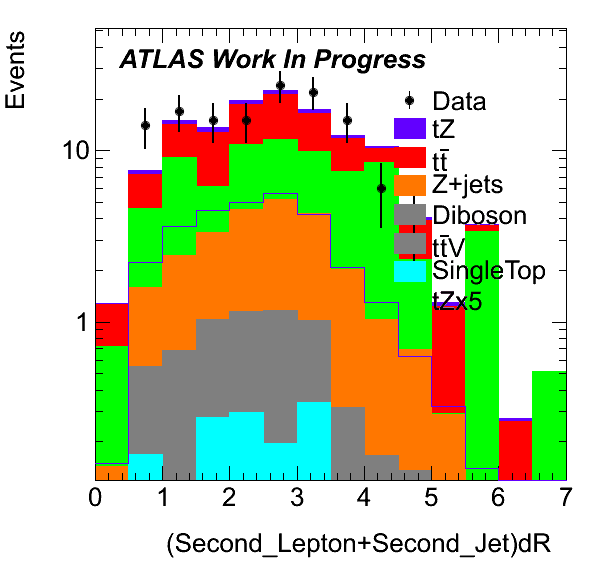 Events
ATLAS Work In Progress
Data
tZ
tt̄
Z+jets
Diboson
tt̄V
SingleTop
tZx5
10
1
0 1 2 3 4 5 6 7
(Second_Lepton+Second_Jet)dR